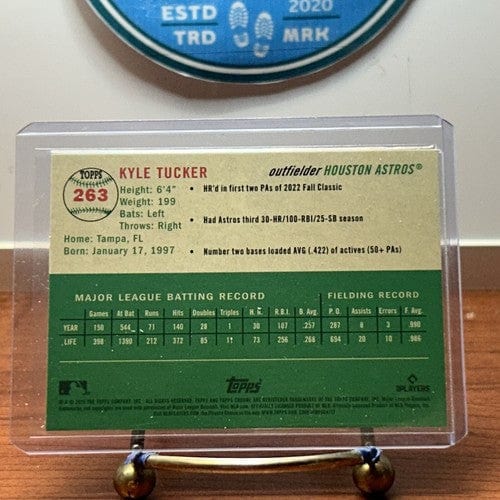 ESTD 2020
TRD MRK
TOPPS
263
KYLE TUCKER
outfielder HOUSTON ASTROS®
Height: 6'4"
Weight: 199
Bats: Left
Throws: Right
Home: Tampa, FL
Born: January 17, 1997
• HR'd in first two PAs of 2022 Fall Classic
• Had Astros third 30-HR/100-RBI/25-SB season
• Number two bases loaded AVG (.422) of actives (50+ PAs)
MAJOR LEAGUE BATTING RECORD FIELDING RECORD
Games At Bat Runs Hits Doubles Triples H.R. R.B.I. B. Avg. P.O. Assists Errors F. Avg.
YEAR 150 544 71 140 28 1 30 107 .257 287 8 3 .990
LIFE 398 1390 212 372 85 11 73 256 .268 694 20 10 .986
Topps
PLAYERS